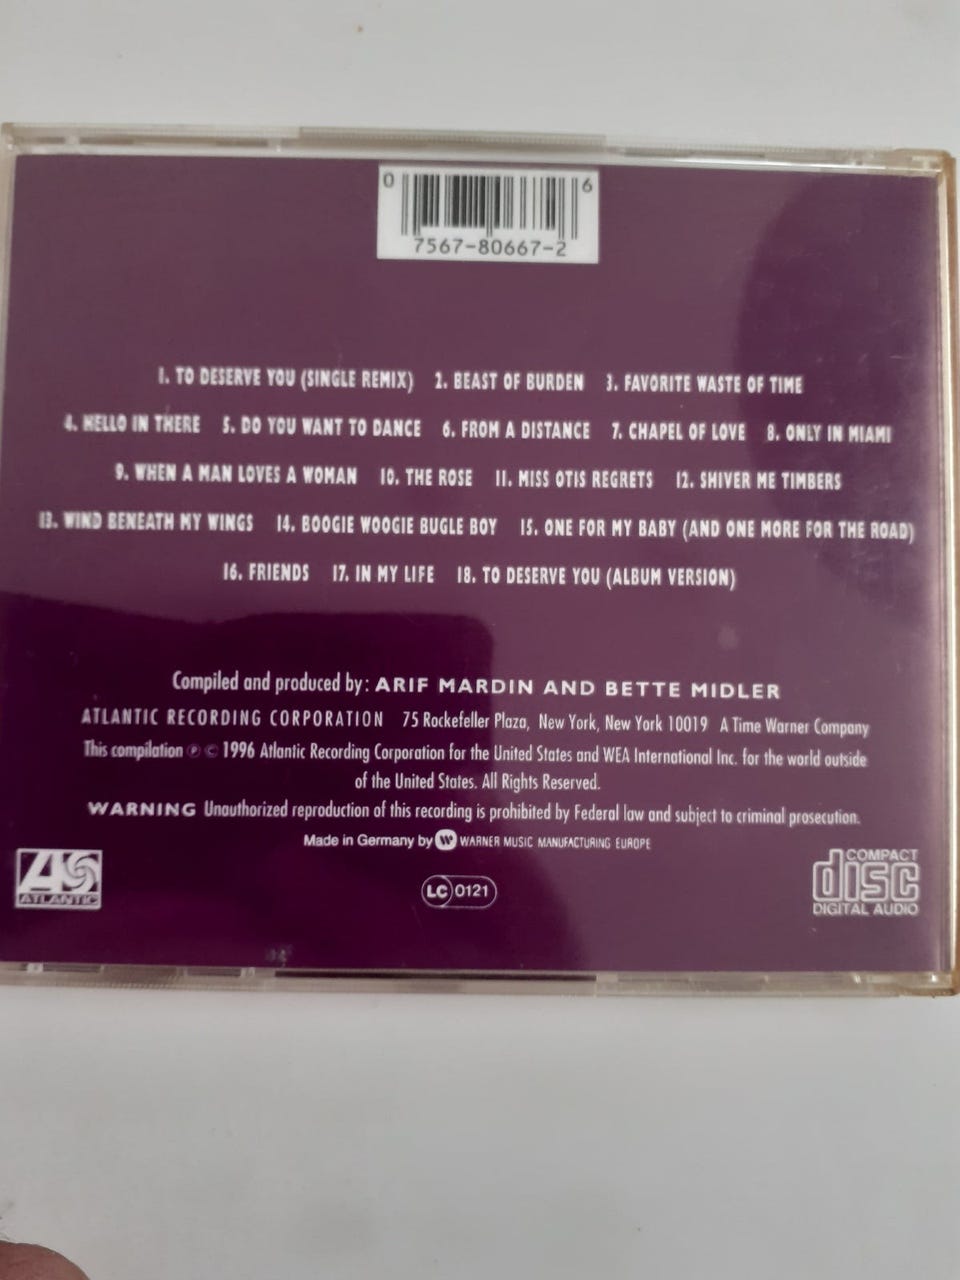 0 6
7567-80667-2
1. TO DESERVE YOU (SINGLE REMIX) 2. BEAST OF BURDEN 3. FAVORITE WASTE OF TIME
4. HELLO IN THERE 5. DO YOU WANT TO DANCE 6. FROM A DISTANCE 7. CHAPEL OF LOVE 8. ONLY IN MIAMI
9. WHEN A MAN LOVES A WOMAN 10. THE ROSE 11. MISS OTIS REGRETS 12. SHIVER ME TIMBERS
13. WIND BENEATH MY WINGS 14. BOOGIE WOOGIE BUGLE BOY 15. ONE FOR MY BABY (AND ONE MORE FOR THE ROAD)
16. FRIENDS 17. IN MY LIFE 18. TO DESERVE YOU (ALBUM VERSION)
Compiled and produced by: ARIF MARDIN AND BETTE MIDLER
ATLANTIC RECORDING CORPORATION 75 Rockefeller Plaza, New York, New York 10019 A Time Warner Company
This compilation ℗ © 1996 Atlantic Recording Corporation for the United States and WEA International Inc. for the world outside
of the United States. All Rights Reserved.
WARNING Unauthorized reproduction of this recording is prohibited by Federal law and subject to criminal prosecution.
Made in Germany by W WARNER MUSIC MANUFACTURING EUROPE
A ATLANTIC
LC 0121
COMPACT
disc
DIGITAL AUDIO